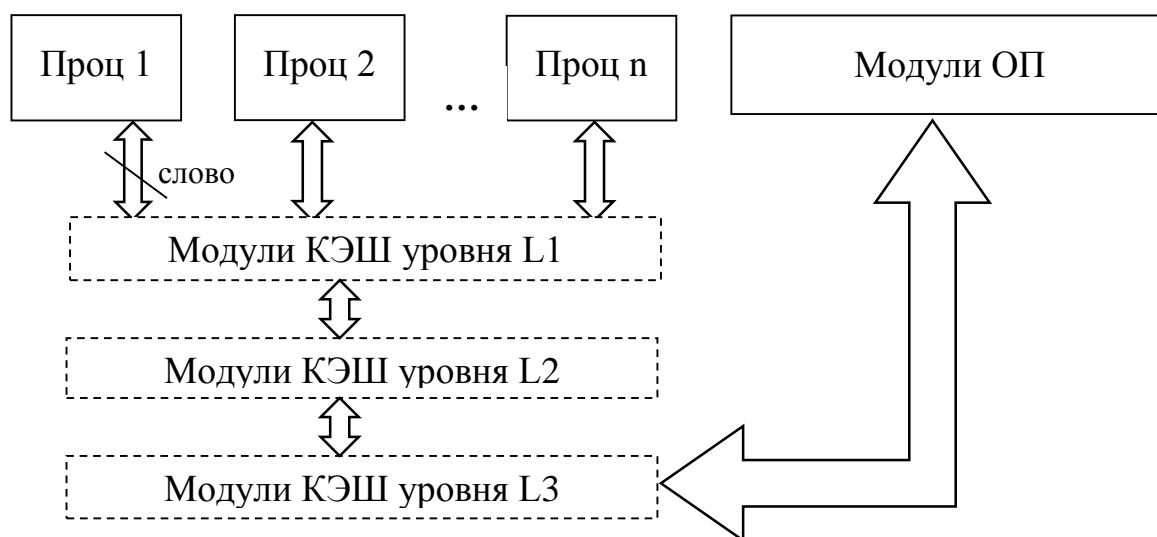 Проц 1
Проц 2
...
Проц n
Модули ОП
слово
Модули КЭШ уровня L1
Модули КЭШ уровня L2
Модули КЭШ уровня L3